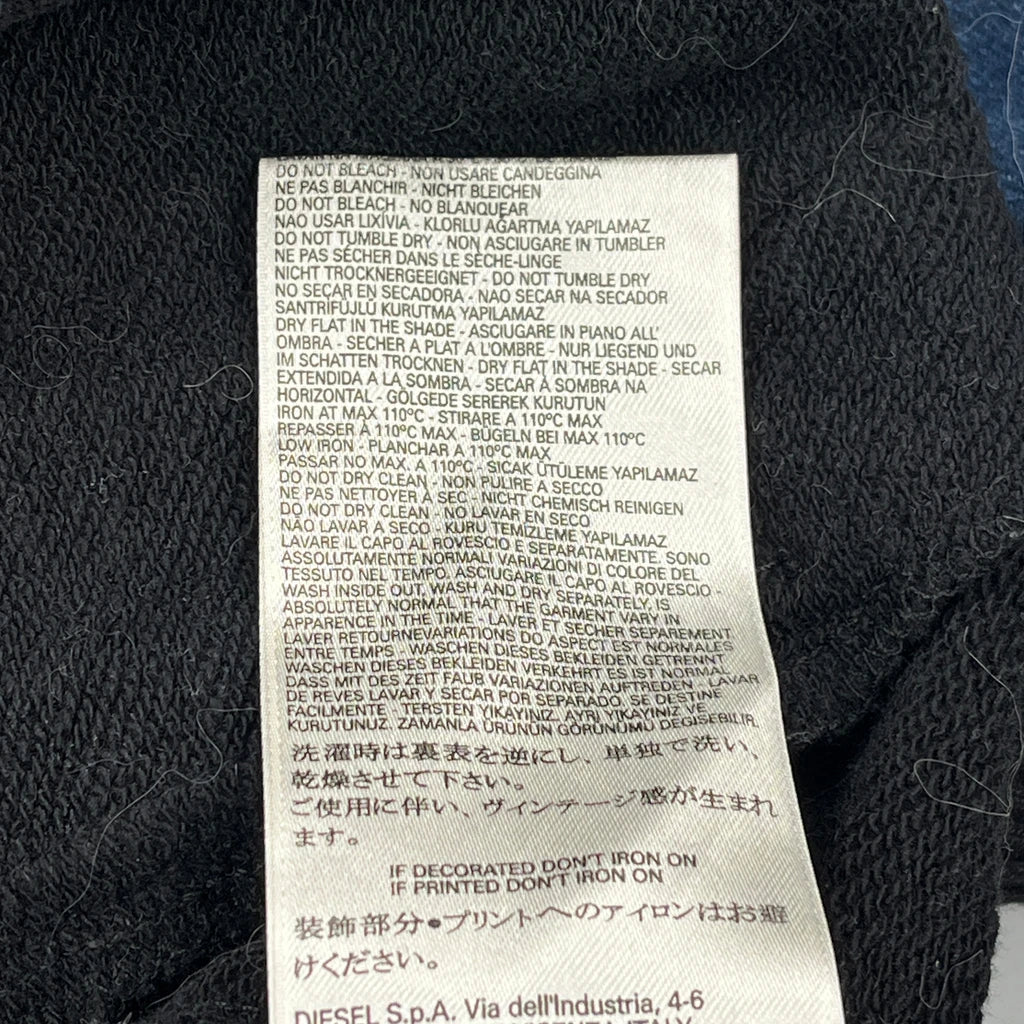 DO NOT BLEACH - NON USARE CANDEGGINA
NE PAS BLANCHIR - NICHT BLEICHEN
DO NOT BLEACH - NO BLANQUEAR
NAO USAR LIXÍVIA - KLORLU AĞARTMA YAPILAMAZ
DO NOT TUMBLE DRY - NON ASCIUGARE IN TUMBLER
NE PAS SÉCHER DANS LE SÈCHE-LINGE
NICHT TROCKNERGEEIGNET - DO NOT TUMBLE DRY
NO SECAR EN SECADORA - NAO SECAR NA SECADOR
SANTRİFÜJLÜ KURUTMA YAPILAMAZ
DRY FLAT IN THE SHADE - ASCIUGARE IN PIANO ALL'
OMBRA - SECHER A PLAT A L'OMBRE - NUR LIEGEND UND
IM SCHATTEN TROCKNEN - DRY FLAT IN THE SHADE - SECAR
EXTENDIDA A LA SOMBRA - SECAR À SOMBRA NA
HORIZONTAL - GÖLGEDE SEREREK KURUTUN
IRON AT MAX 110ºC - STIRARE A 110ºC MAX
REPASSER À 110ºC MAX - BÜGELN BEI MAX 110ºC
LOW IRON - PLANCHAR A 110ºC MAX
PASSAR NO MAX. A 110ºC - SICAK ÜTÜLEME YAPILAMAZ
DO NOT DRY CLEAN - NON PULIRE A SECCO
NE PAS NETTOYER À SEC - NICHT CHEMISCH REINIGEN
DO NOT DRY CLEAN - NO LAVAR EN SECO
NÃO LAVAR A SECO - KURU TEMİZLEME YAPILAMAZ
LAVARE IL CAPO AL ROVESCIO E SEPARATAMENTE. SONO
ASSOLUTAMENTE NORMALI VARIAZIONI DI COLORE DEL
TESSUTO NEL TEMPO. ASCIUGARE IL CAPO AL ROVESCIO -
WASH INSIDE OUT, WASH AND DRY SEPARATELY, IS
ABSOLUTELY NORMAL THAT THE GARMENT VARY IN
APPARENCE IN THE TIME - LAVER ET SECHER SEPAREMENT
LAVER RETOURNEVARIATIONS DO ASPECT EST NORMALES
ENTRE TEMPS - WASCHEN DIESES BEKLEIDEN GETRENNT
WASCHEN DIESES BEKLEIDEN VERKEHRT ES IST NORMAL
DASS MIT DES ZEIT FAUB VARIAZIONEN AUFTREDEN - LAVAR
DE REVES LAVAR Y SECAR POR SEPARADO. SE DESTINE
FACILMENTE - TERSTEN YIKAYINIZ. AYRI YIKAYINIZ VE
KURUTUNUZ. ZAMANLA ÜRÜNÜN GÖRÜNÜMÜ DEGISEBILIR.
洗濯時は裏表を逆にし、単独で洗い、
乾燥させて下さい。
ご使用に伴い、ヴィンテージ感が生まれ
ます。
IF DECORATED DON'T IRON ON
IF PRINTED DON'T IRON ON
装飾部分●プリントへのアイロンはお避
けください。
DIESEL S.p.A. Via dell'Industria, 4-6